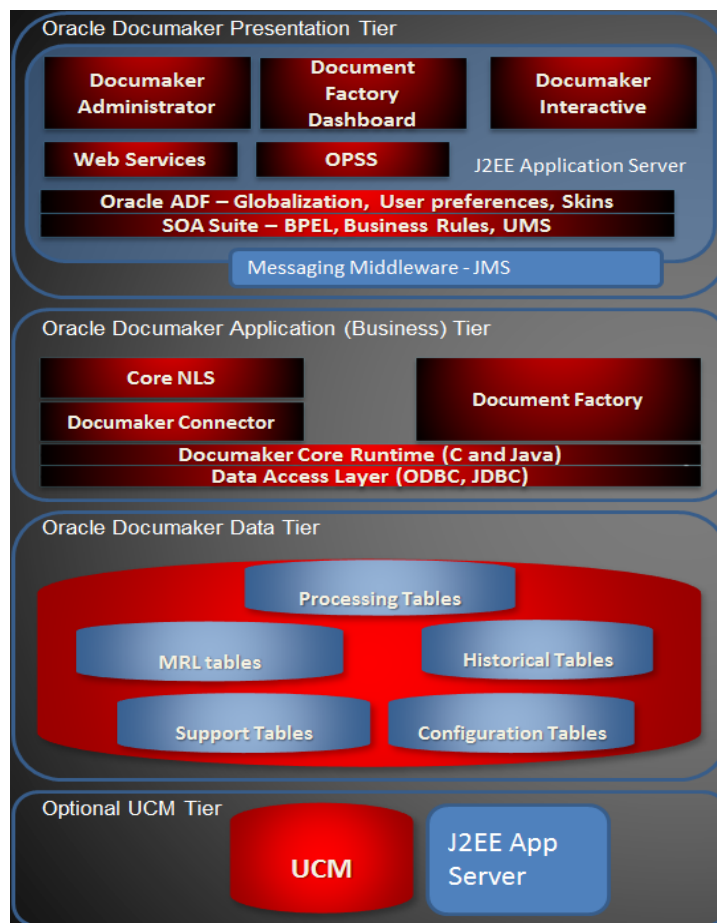 Oracle Documaker Presentation Tier
Documaker
Administrator
Document
Factory
Dashboard
Documaker
Interactive
Web Services
OPSS
J2EE Application Server
Oracle ADF – Globalization, User preferences, Skins
SOA Suite – BPEL, Business Rules, UMS
Messaging Middleware - JMS
Oracle Documaker Application (Business) Tier
Core NLS
Documaker Connector
Document Factory
Documaker Core Runtime (C and Java)
Data Access Layer (ODBC, JDBC)
Oracle Documaker Data Tier
Processing Tables
MRL tables
Historical Tables
Support Tables
Configuration Tables
Optional UCM Tier
UCM
J2EE App
Server